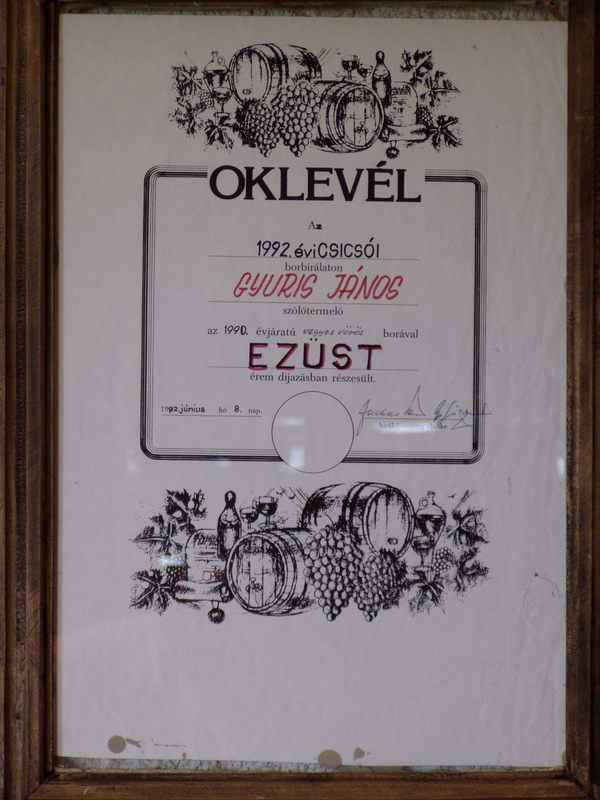 OKLEVÉL
Az
1992. évi CSICSÓI
borbírálaton
GYURIS JÁNOS
szőlőtermelő
az 1990. évjáratú vegyes vörös borával
EZÜST
érem díjazásban részesült.
1992. június hó 8. nap.